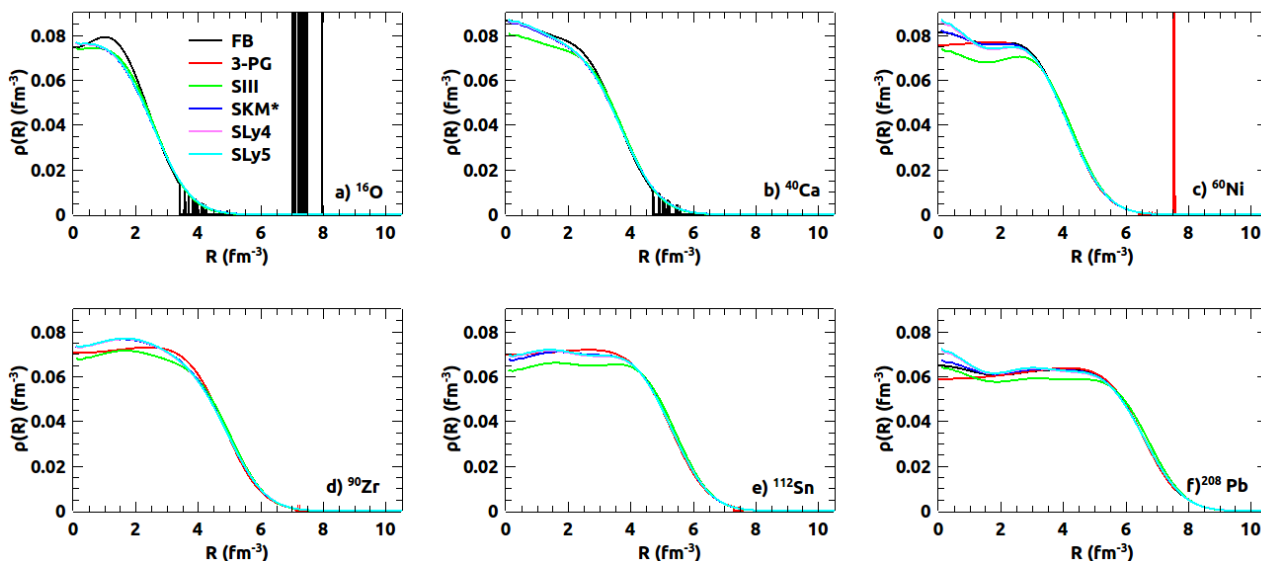 ρ(R) (fm⁻³)
0.08
0.06
0.04
0.02
0
FB
3-PG
SIII
SKM*
SLy4
SLy5
a) ¹⁶O
0 2 4 6 8 10
R (fm⁻³)
ρ(R) (fm⁻³)
0.08
0.06
0.04
0.02
0
b) ⁴⁰Ca
0 2 4 6 8 10
R (fm⁻³)
ρ(R) (fm⁻³)
0.08
0.06
0.04
0.02
0
c) ⁶⁰Ni
0 2 4 6 8 10
R (fm⁻³)
ρ(R) (fm⁻³)
0.08
0.06
0.04
0.02
0
d) ⁹⁰Zr
0 2 4 6 8 10
R (fm⁻³)
ρ(R) (fm⁻³)
0.08
0.06
0.04
0.02
0
e) ¹¹²Sn
0 2 4 6 8 10
R (fm⁻³)
ρ(R) (fm⁻³)
0.08
0.06
0.04
0.02
0
f)²⁰⁸ Pb
0 2 4 6 8 10
R (fm⁻³)